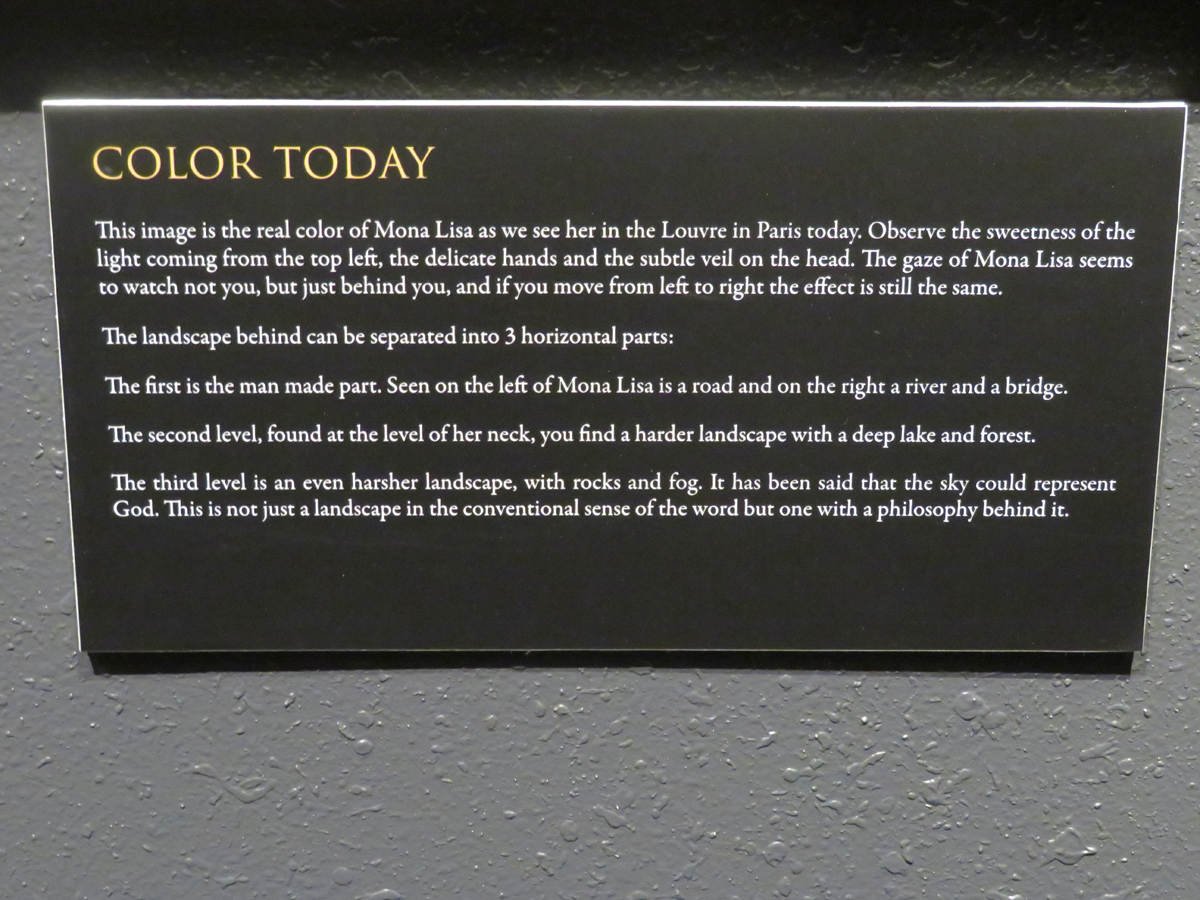 COLOR TODAY
This image is the real color of Mona Lisa as we see her in the Louvre in Paris today. Observe the sweetness of the
light coming from the top left, the delicate hands and the subtle veil on the head. The gaze of Mona Lisa seems
to watch not you, but just behind you, and if you move from left to right the effect is still the same.
The landscape behind can be separated into 3 horizontal parts:
The first is the man made part. Seen on the left of Mona Lisa is a road and on the right a river and a bridge.
The second level, found at the level of her neck, you find a harder landscape with a deep lake and forest.
The third level is an even harsher landscape, with rocks and fog. It has been said that the sky could represent
God. This is not just a landscape in the conventional sense of the word but one with a philosophy behind it.